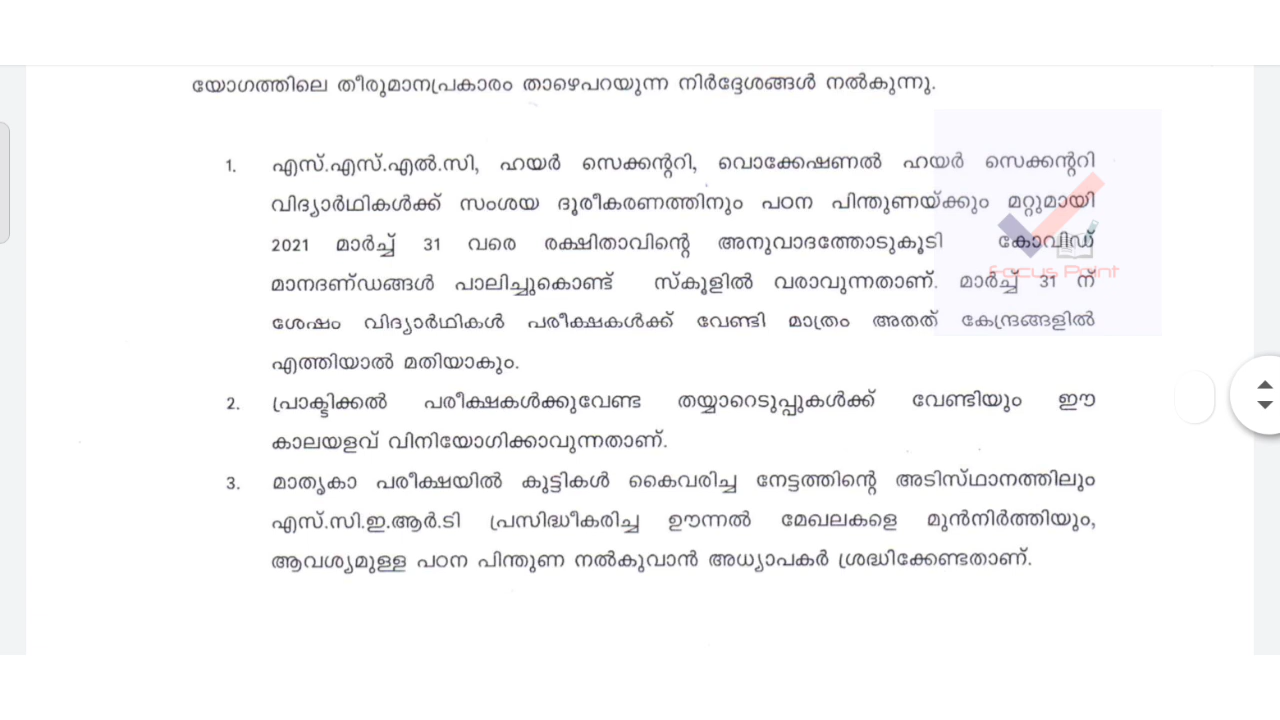 യോഗത്തിലെ തീരുമാനപ്രകാരം താഴെപറയുന്ന നിർദ്ദേശങ്ങൾ നൽകുന്നു.
1. എസ്.എസ്.എൽ.സി, ഹയർ സെക്കന്ററി, വൊക്കേഷണൽ ഹയർ സെക്കന്ററി
വിദ്യാർഥികൾക്ക് സംശയ ദൂരീകരണത്തിനും പഠന പിന്തുണയ്ക്കും മറ്റുമായി
2021 മാർച്ച് 31 വരെ രക്ഷിതാവിന്റെ അനുവാദത്തോടുകൂടി കോവിഡ്
മാനദണ്ഡങ്ങൾ പാലിച്ചുകൊണ്ട് സ്കൂളിൽ വരാവുന്നതാണ്. മാർച്ച് 31 ന്
Focus Point
ശേഷം വിദ്യാർഥികൾ പരീക്ഷകൾക്ക് വേണ്ടി മാത്രം അതത് കേന്ദ്രങ്ങളിൽ
എത്തിയാൽ മതിയാകും.
2. പ്രാക്ടിക്കൽ പരീക്ഷകൾക്കുവേണ്ട തയ്യാറെടുപ്പുകൾക്ക് വേണ്ടിയും ഈ
കാലയളവ് വിനിയോഗിക്കാവുന്നതാണ്.
3. മാതൃകാ പരീക്ഷയിൽ കുട്ടികൾ കൈവരിച്ച നേട്ടത്തിന്റെ അടിസ്ഥാനത്തിലും
എസ്.സി.ഇ.ആർ.ടി പ്രസിദ്ധീകരിച്ച ഊന്നൽ മേഖലകളെ മുൻനിർത്തിയും,
ആവശ്യമുള്ള പഠന പിന്തുണ നൽകുവാൻ അധ്യാപകർ ശ്രദ്ധിക്കേണ്ടതാണ്.